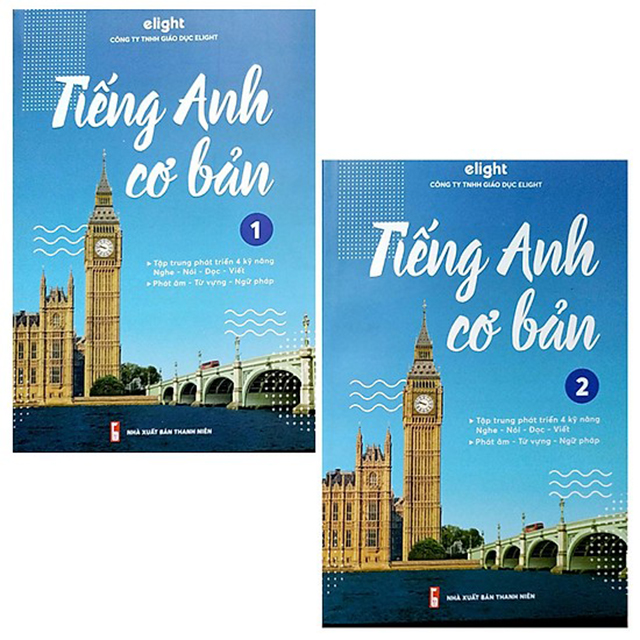 elight
CÔNG TY TNHH GIÁO DỤC ELIGHT
Tiếng Anh
cơ bản
1
Tập trung phát triển 4 kỹ năng
Nghe - Nói - Đọc - Viết
Phát âm - Từ vựng - Ngữ pháp
NHÀ XUẤT BẢN THANH NIÊN
elight
CÔNG TY TNHH GIÁO DỤC ELIGHT
Tiếng Anh
cơ bản
2
Tập trung phát triển 4 kỹ năng
Nghe - Nói - Đọc - Viết
Phát âm - Từ vựng - Ngữ pháp
NHÀ XUẤT BẢN THANH NIÊN